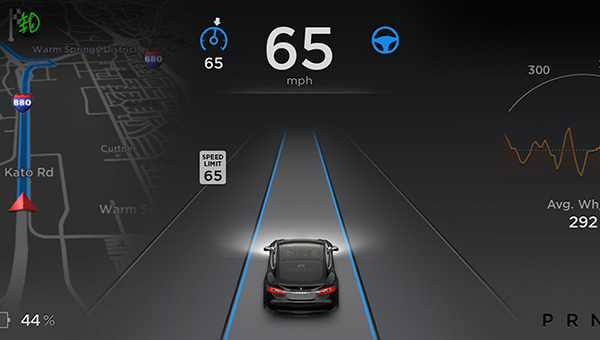 65
65
mph
Warm Springs District
680
880
300
Curtner
SPEED
LIMIT
65
Kato Rd
Warm S
Avg. Wh
292
44 %
P R N